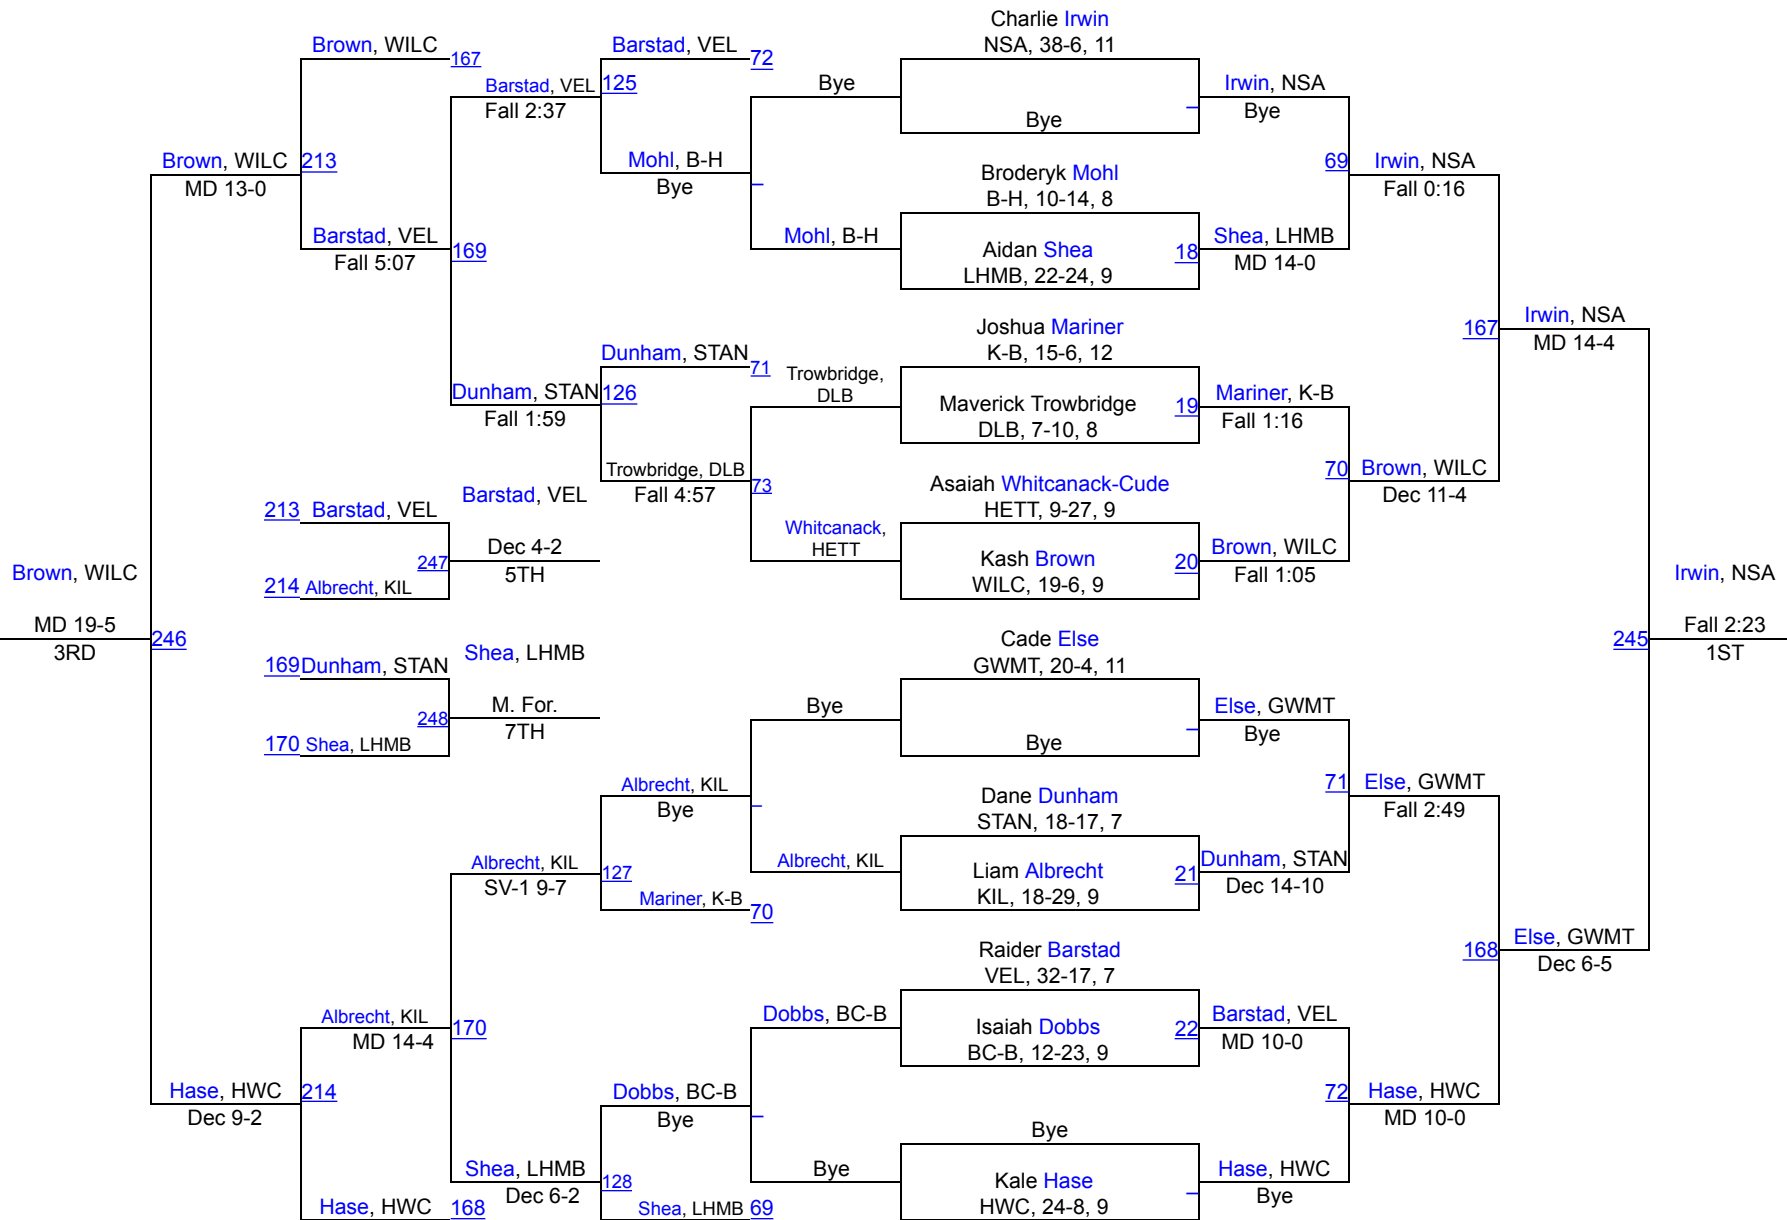 Charlie Irwin
NSA, 38-6, 11
Bye
Broderyk Mohl
B-H, 10-14, 8
Aidan Shea
LHMB, 22-24, 9
18
Joshua Mariner
K-B, 15-6, 12
Maverick Trowbridge
DLB, 7-10, 8
19
Asaiah Whitcanack-Cude
HETT, 9-27, 9
Kash Brown
WILC, 19-6, 9
20
Cade Else
GWMT, 20-4, 11
Bye
Dane Dunham
STAN, 18-17, 7
Liam Albrecht
KIL, 18-29, 9
21
Raider Barstad
VEL, 32-17, 7
Isaiah Dobbs
BC-B, 12-23, 9
22
Bye
Kale Hase
HWC, 24-8, 9
Irwin, NSA
Bye
69
Shea, LHMB
MD 14-0
Mariner, K-B
Fall 1:16
70
Brown, WILC
Fall 1:05
Else, GWMT
Bye
71
Dunham, STAN
Dec 14-10
Barstad, VEL
MD 10-0
72
Hase, HWC
Bye
Irwin, NSA
Fall 0:16
167
Brown, WILC
Dec 11-4
Else, GWMT
Fall 2:49
168
Hase, HWC
MD 10-0
Irwin, NSA
MD 14-4
245
Else, GWMT
Dec 6-5
Irwin, NSA
Fall 2:23
1ST
Bye
Mohl, B-H
Trowbridge,
DLB
73
Whitcanack,
HETT
Bye
Albrecht, KIL
Dobbs, BC-B
Bye
Barstad, VEL
72
125
Mohl, B-H
Bye
Dunham, STAN
71
126
Trowbridge, DLB
Fall 4:57
Albrecht, KIL
Bye
127
Mariner, K-B
70
Dobbs, BC-B
Bye
128
Shea, LHMB
69
Barstad, VEL
Fall 2:37
169
Dunham, STAN
Fall 1:59
Albrecht, KIL
SV-1 9-7
170
Shea, LHMB
Dec 6-2
Brown, WILC
167
213
Barstad, VEL
Fall 5:07
Albrecht, KIL
MD 14-4
214
Hase, HWC
168
Brown, WILC
MD 13-0
246
Hase, HWC
Dec 9-2
Brown, WILC
MD 19-5
3RD
213 Barstad, VEL
247
214 Albrecht, KIL
Barstad, VEL
Dec 4-2
5TH
169 Dunham, STAN
248
170 Shea, LHMB
Shea, LHMB
M. For.
7TH